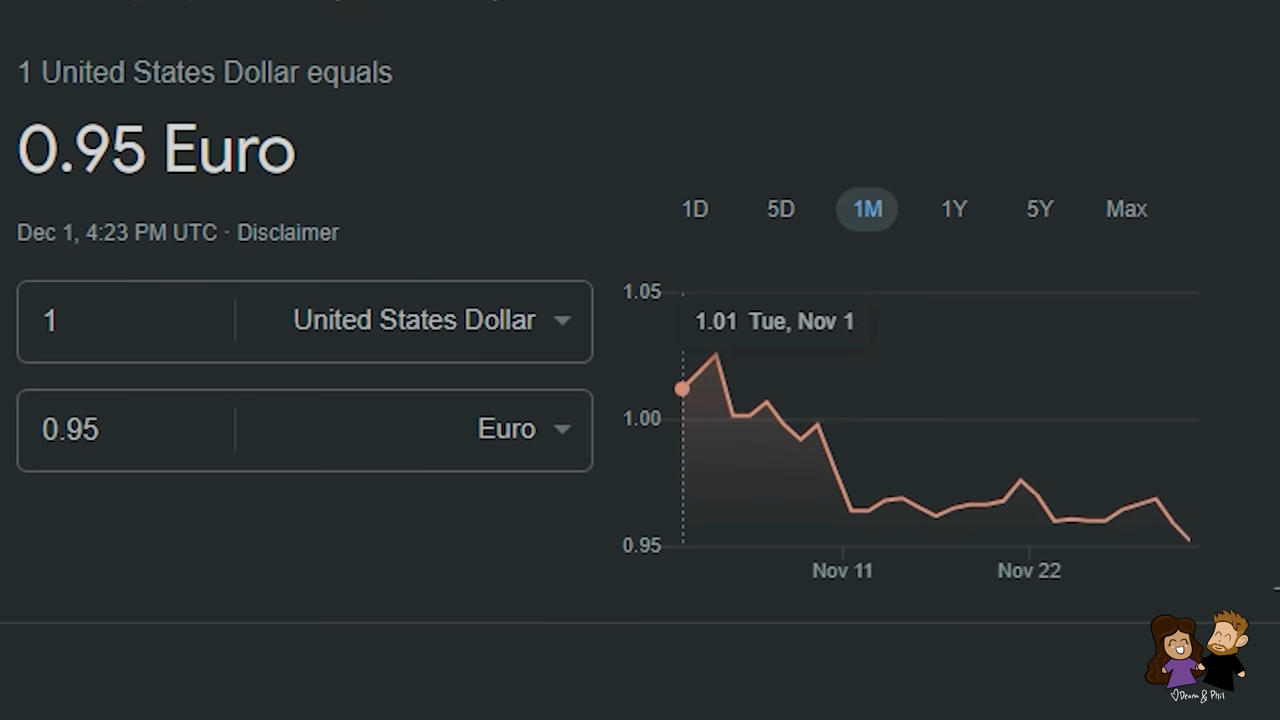 1 United States Dollar equals
0.95 Euro
Dec 1, 4:23 PM UTC · Disclaimer
1D 5D 1M 1Y 5Y Max
1 United States Dollar
0.95 Euro
1.05
1.01 Tue, Nov 1
1.00
0.95
Nov 11 Nov 22
& Phil